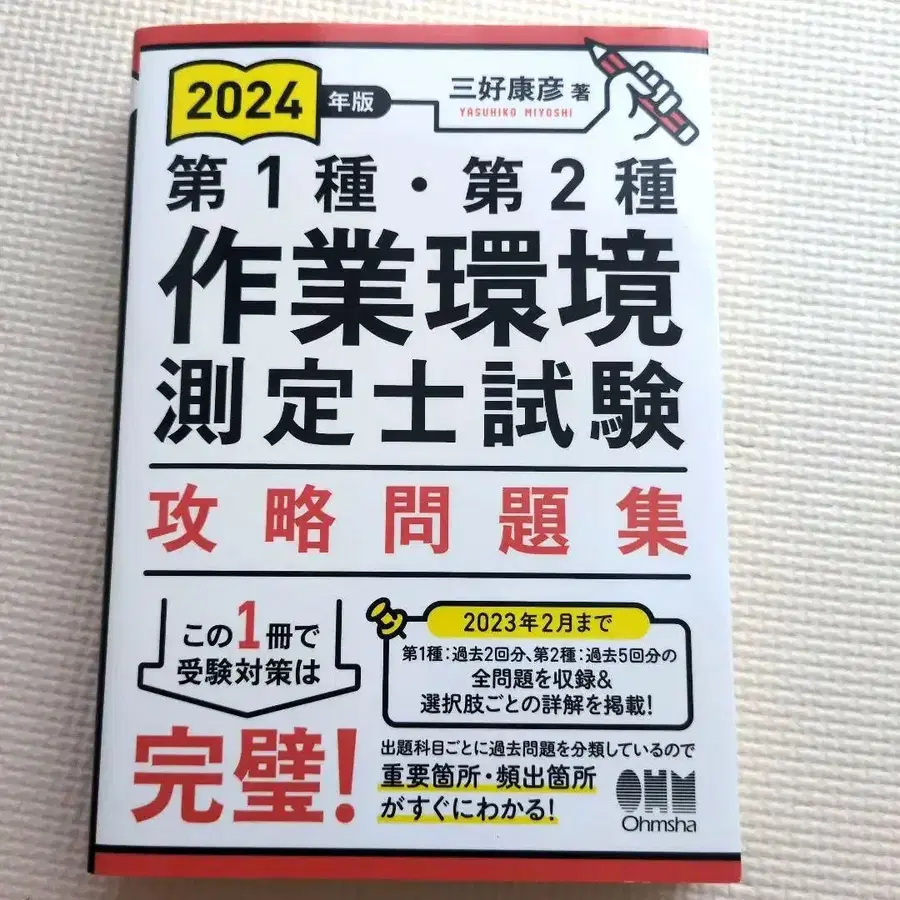 2024年版
三好康彦 著
YASUHIKO MIYOSHI
第1種・第2種
作業環境
測定士試験
攻略問題集
この1冊で
受験対策は
完璧!
2023年2月まで
第1種:過去2回分、第2種:過去5回分の
全問題を収録&
選択肢ごとの詳解を掲載!
出題科目ごとに過去問題を分類しているので
重要箇所・頻出箇所
がすぐにわかる!
OHM
Ohmsha